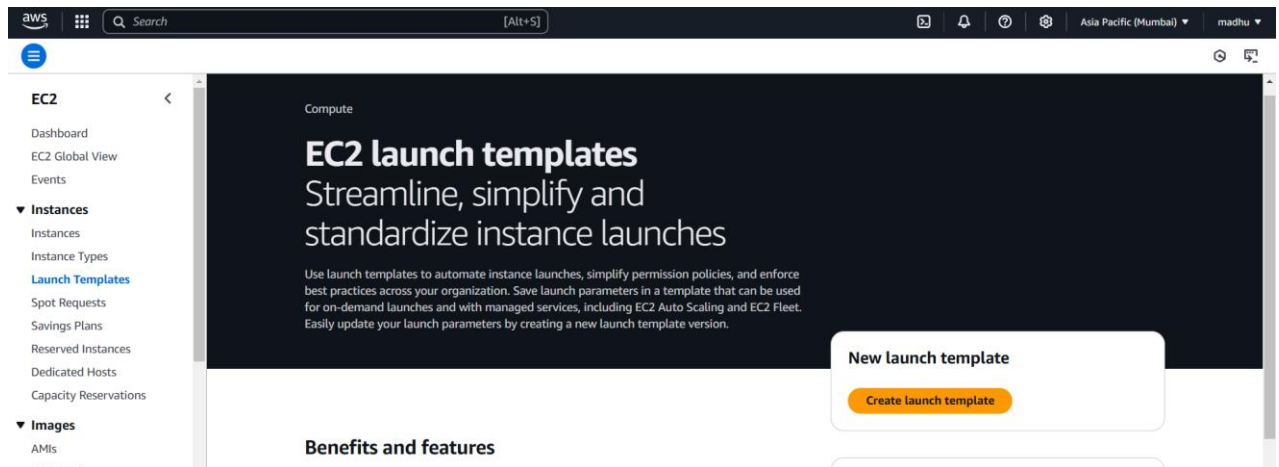 aws
Search
[Alt+S]
Asia Pacific (Mumbai)
madhu
EC2
Dashboard
EC2 Global View
Events
Instances
Instances
Instance Types
Launch Templates
Spot Requests
Savings Plans
Reserved Instances
Dedicated Hosts
Capacity Reservations
Images
AMIs
Compute
EC2 launch templates
Streamline, simplify and
standardize instance launches
Use launch templates to automate instance launches, simplify permission policies, and enforce
best practices across your organization. Save launch parameters in a template that can be used
for on-demand launches and with managed services, including EC2 Auto Scaling and EC2 Fleet.
Easily update your launch parameters by creating a new launch template version.
New launch template
Create launch template
Benefits and features